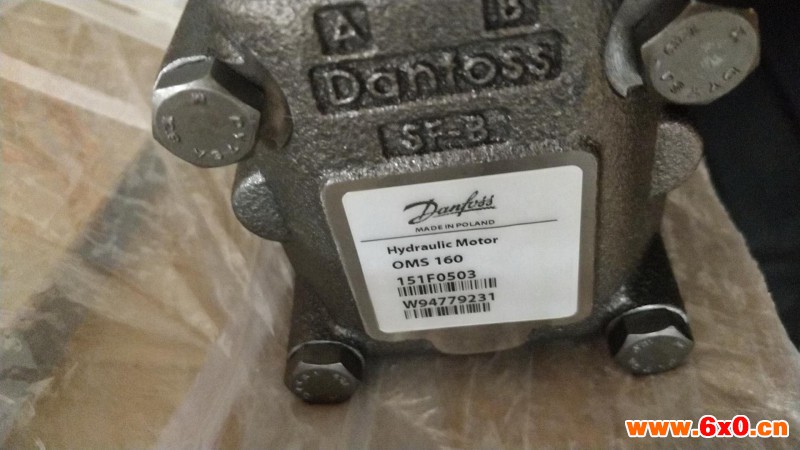 A B
Danfoss
SF-B
Danfoss
MADE IN POLAND
Hydraulic Motor
OMS 160
151F0503
W94779231
www.6x0.cn